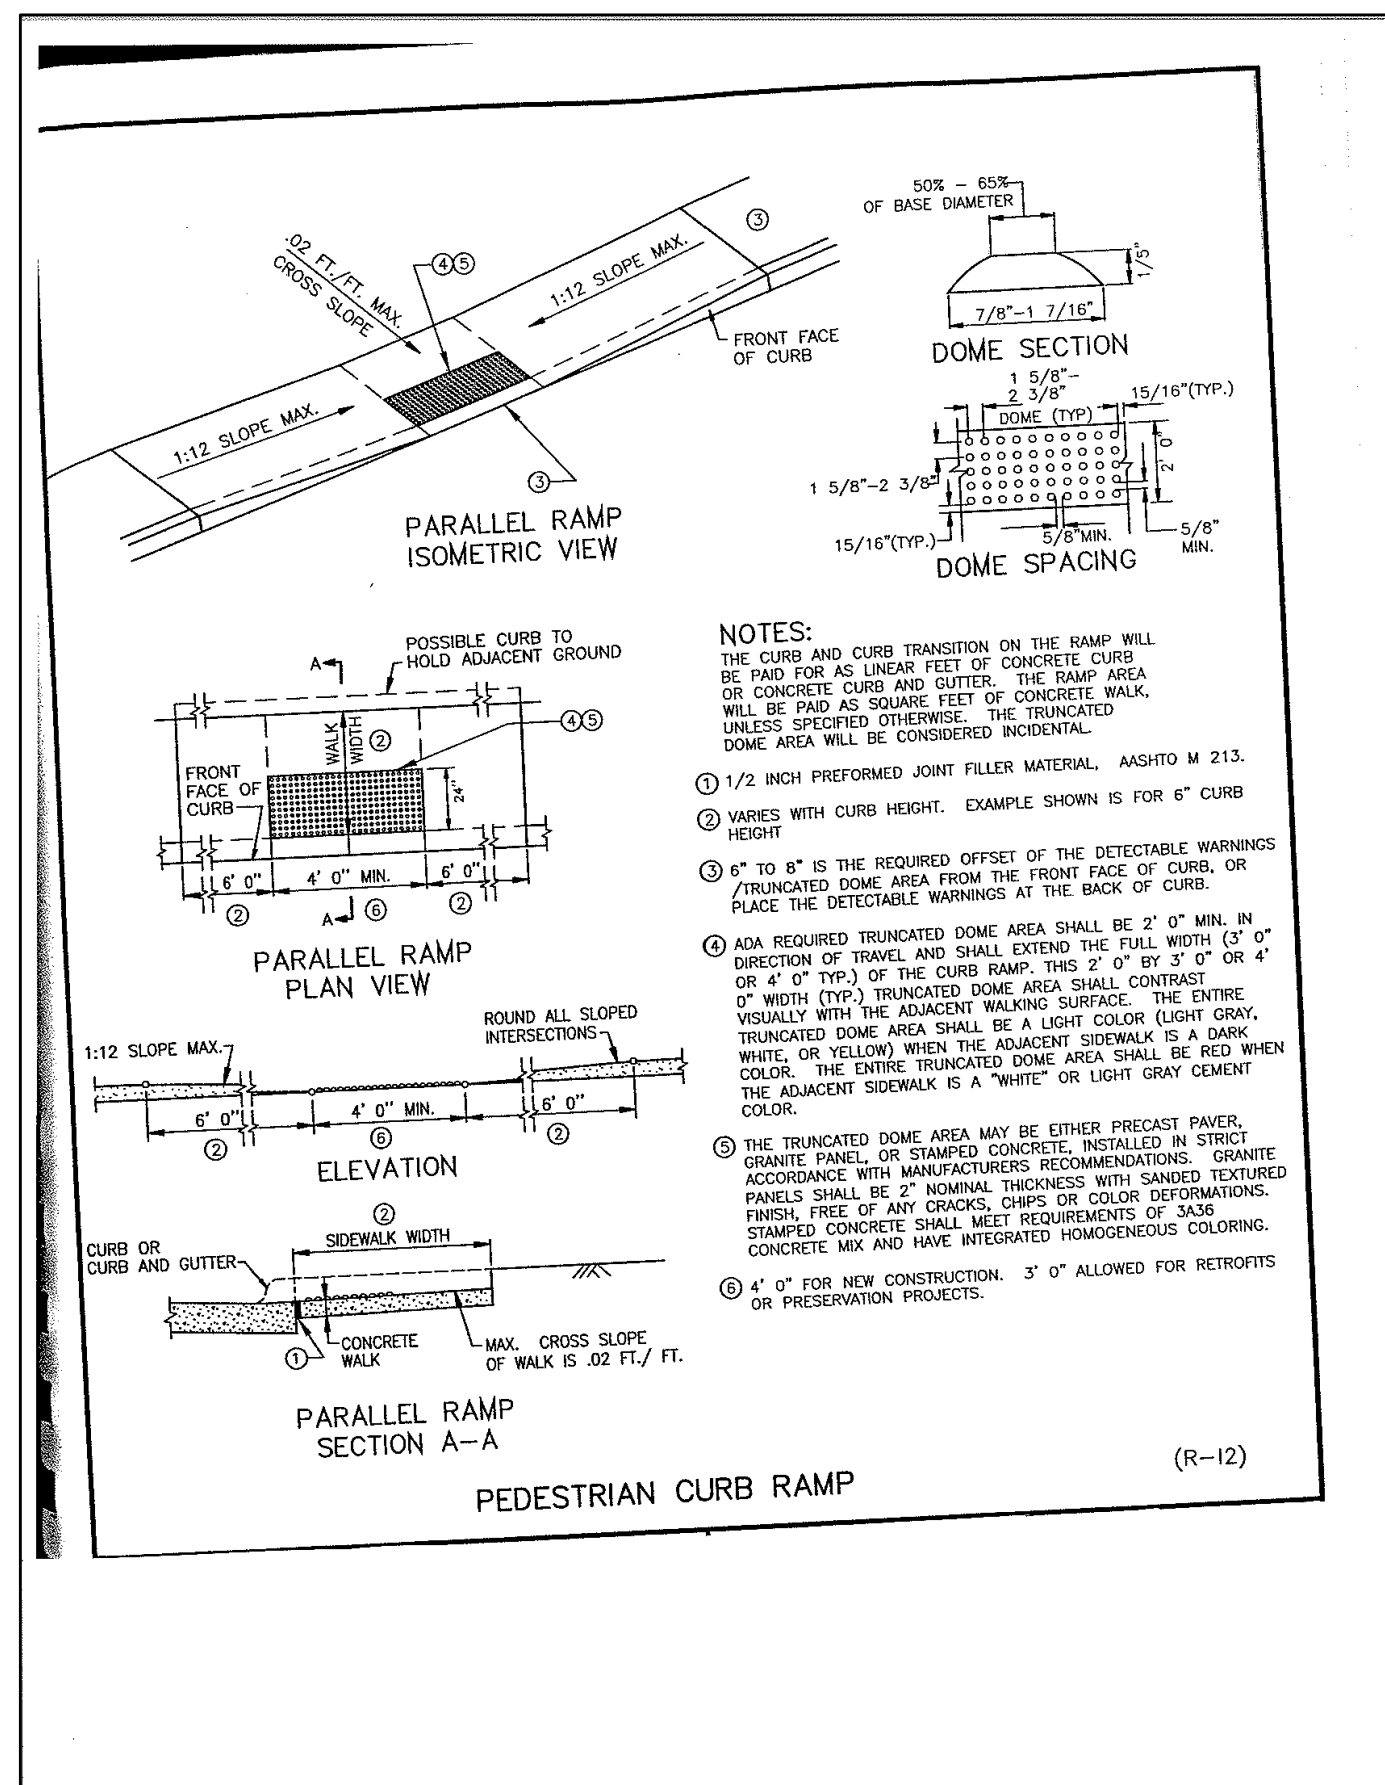 .02 FT./FT. MAX.
CROSS SLOPE
④⑤
1:12 SLOPE MAX.
③
FRONT FACE
OF CURB
1:12 SLOPE MAX.
③
PARALLEL RAMP
ISOMETRIC VIEW
50% - 65%
OF BASE DIAMETER
1/5"
7/8"-1 7/16"
DOME SECTION
1 5/8"-
2 3/8"
DOME (TYP)
15/16"(TYP.)
2' 0"
1 5/8"-2 3/8"
15/16"(TYP.)
5/8"MIN.
5/8"
MIN.
DOME SPACING
POSSIBLE CURB TO
HOLD ADJACENT GROUND
A
WALK
WIDTH
②
④⑤
FRONT
FACE OF
CURB
24"
6' 0"
4' 0" MIN.
6' 0"
②
A
⑥
②
PARALLEL RAMP
PLAN VIEW
ROUND ALL SLOPED
INTERSECTIONS
1:12 SLOPE MAX.
6' 0"
4' 0" MIN.
6' 0"
②
⑥
②
ELEVATION
②
SIDEWALK WIDTH
CURB OR
CURB AND GUTTER
①
CONCRETE
WALK
MAX. CROSS SLOPE
OF WALK IS .02 FT./ FT.
PARALLEL RAMP
SECTION A-A
NOTES:
THE CURB AND CURB TRANSITION ON THE RAMP WILL
BE PAID FOR AS LINEAR FEET OF CONCRETE CURB
OR CONCRETE CURB AND GUTTER. THE RAMP AREA
WILL BE PAID AS SQUARE FEET OF CONCRETE WALK,
UNLESS SPECIFIED OTHERWISE. THE TRUNCATED
DOME AREA WILL BE CONSIDERED INCIDENTAL.
① 1/2 INCH PREFORMED JOINT FILLER MATERIAL, AASHTO M 213.
② VARIES WITH CURB HEIGHT. EXAMPLE SHOWN IS FOR 6" CURB
HEIGHT
③ 6" TO 8" IS THE REQUIRED OFFSET OF THE DETECTABLE WARNINGS
/TRUNCATED DOME AREA FROM THE FRONT FACE OF CURB, OR
PLACE THE DETECTABLE WARNINGS AT THE BACK OF CURB.
④ ADA REQUIRED TRUNCATED DOME AREA SHALL BE 2' 0" MIN. IN
DIRECTION OF TRAVEL AND SHALL EXTEND THE FULL WIDTH (3' 0"
OR 4' 0" TYP.) OF THE CURB RAMP. THIS 2' 0" BY 3' 0" OR 4'
0" WIDTH (TYP.) TRUNCATED DOME AREA SHALL CONTRAST
VISUALLY WITH THE ADJACENT WALKING SURFACE. THE ENTIRE
TRUNCATED DOME AREA SHALL BE A LIGHT COLOR (LIGHT GRAY,
WHITE, OR YELLOW) WHEN THE ADJACENT SIDEWALK IS A DARK
COLOR. THE ENTIRE TRUNCATED DOME AREA SHALL BE RED WHEN
THE ADJACENT SIDEWALK IS A "WHITE" OR LIGHT GRAY CEMENT
COLOR.
⑤ THE TRUNCATED DOME AREA MAY BE EITHER PRECAST PAVER,
GRANITE PANEL, OR STAMPED CONCRETE, INSTALLED IN STRICT
ACCORDANCE WITH MANUFACTURERS RECOMMENDATIONS. GRANITE
PANELS SHALL BE 2" NOMINAL THICKNESS WITH SANDED TEXTURED
FINISH, FREE OF ANY CRACKS, CHIPS OR COLOR DEFORMATIONS.
STAMPED CONCRETE SHALL MEET REQUIREMENTS OF 3A36
CONCRETE MIX AND HAVE INTEGRATED HOMOGENEOUS COLORING.
⑥ 4' 0" FOR NEW CONSTRUCTION. 3' 0" ALLOWED FOR RETROFITS
OR PRESERVATION PROJECTS.
(R-12)
PEDESTRIAN CURB RAMP